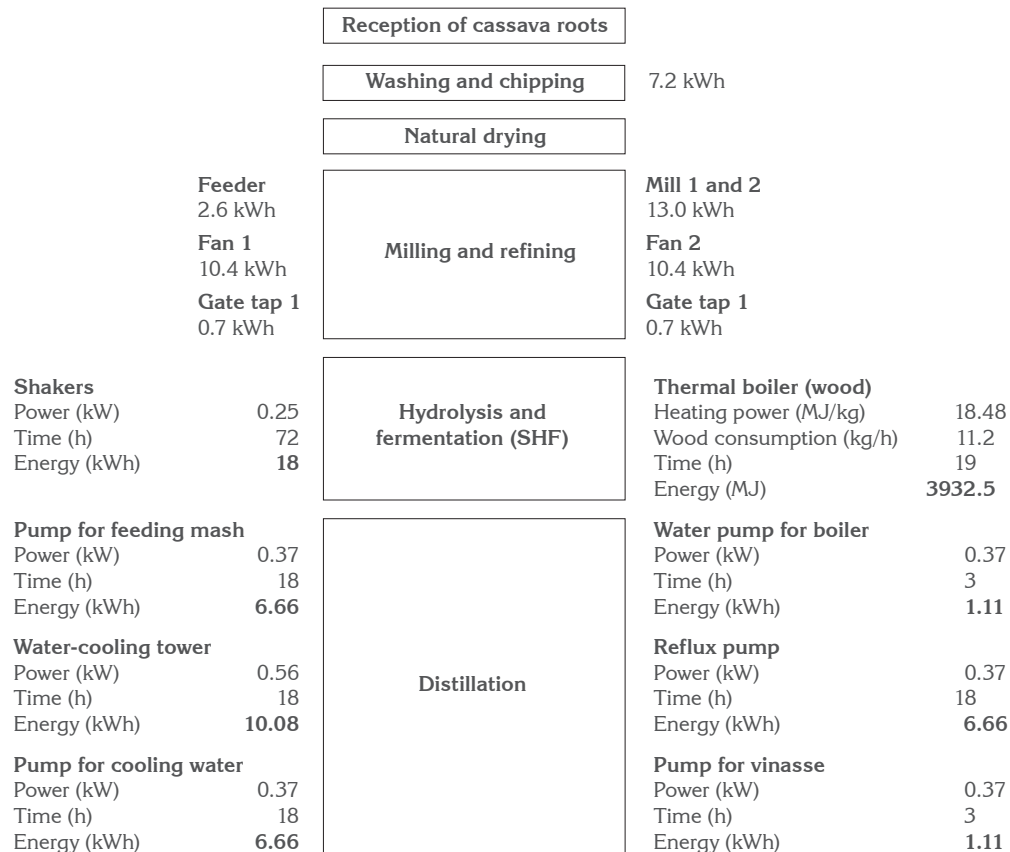 Reception of cassava roots
Washing and chipping 7.2 kWh
Natural drying
Feeder
2.6 kWh
Fan 1
10.4 kWh
Gate tap 1
0.7 kWh
Milling and refining
Mill 1 and 2
13.0 kWh
Fan 2
10.4 kWh
Gate tap 1
0.7 kWh
Shakers
Power (kW) 0.25
Time (h) 72
Energy (kWh) 18
Hydrolysis and
fermentation (SHF)
Thermal boiler (wood)
Heating power (MJ/kg) 18.48
Wood consumption (kg/h) 11.2
Time (h) 19
Energy (MJ) 3932.5
Pump for feeding mash
Power (kW) 0.37
Time (h) 18
Energy (kWh) 6.66
Water-cooling tower
Power (kW) 0.56
Time (h) 18
Energy (kWh) 10.08
Pump for cooling water
Power (kW) 0.37
Time (h) 18
Energy (kWh) 6.66
Distillation
Water pump for boiler
Power (kW) 0.37
Time (h) 3
Energy (kWh) 1.11
Reflux pump
Power (kW) 0.37
Time (h) 18
Energy (kWh) 6.66
Pump for vinasse
Power (kW) 0.37
Time (h) 3
Energy (kWh) 1.11